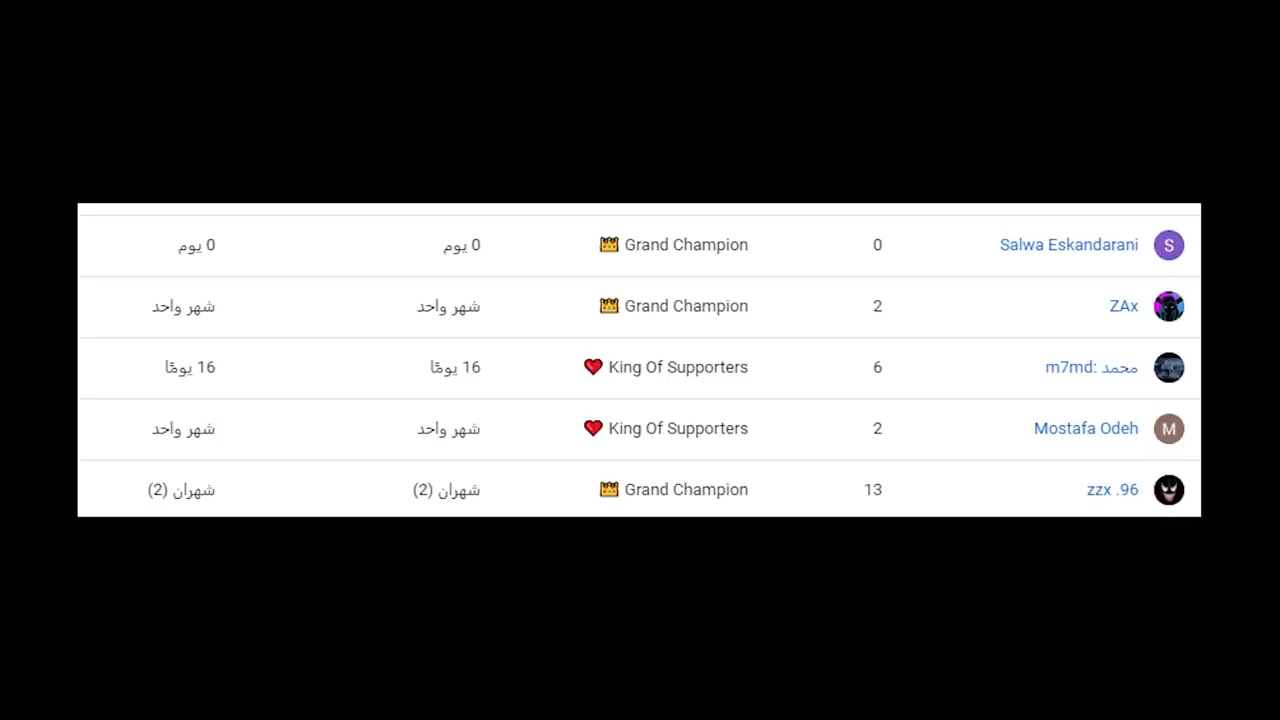 Salwa Eskandarani 0 Grand Champion 0 يوم 0 يوم
ZAx 2 Grand Champion شهر واحد شهر واحد
محمد :m7md 6 King Of Supporters 16 يومًا 16 يومًا
Mostafa Odeh 2 King Of Supporters شهر واحد شهر واحد
zzx .96 13 Grand Champion شهران (2) شهران (2)